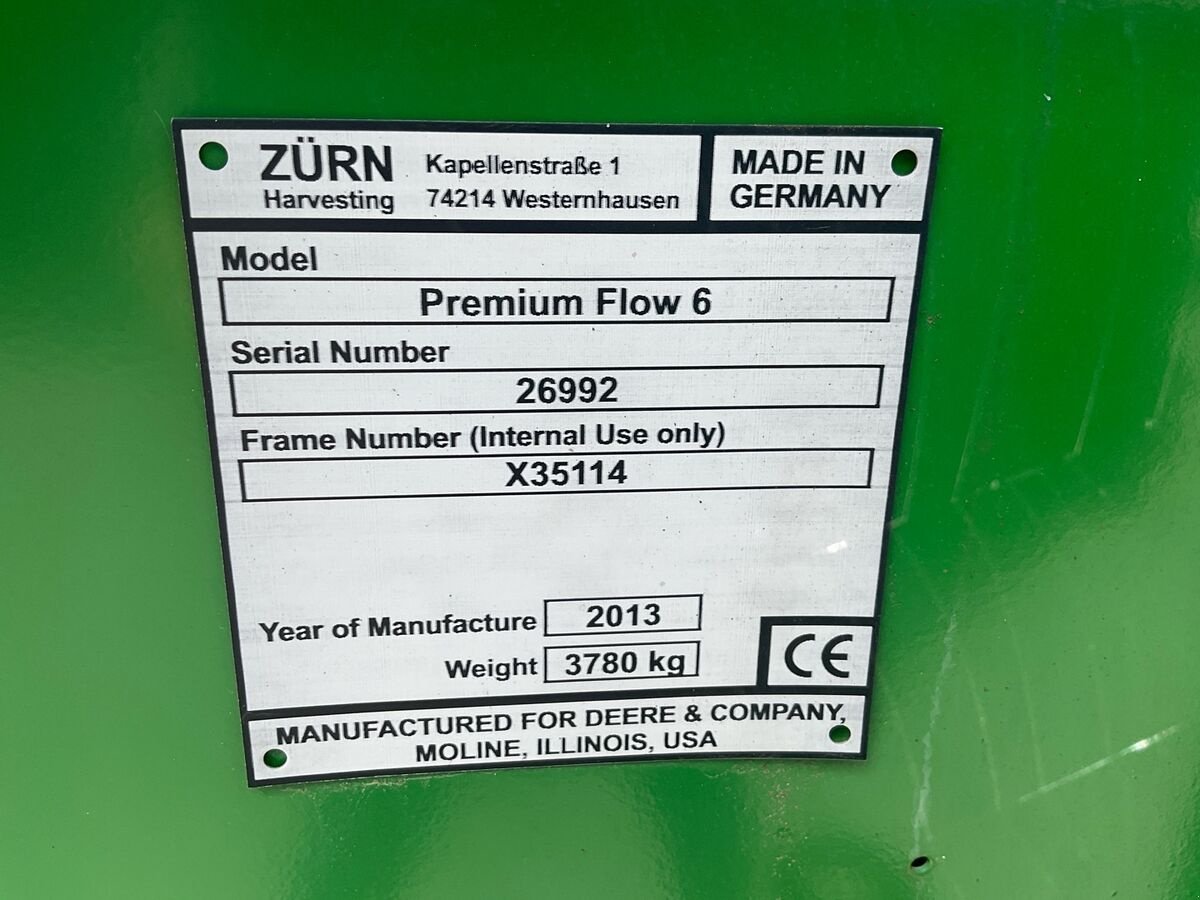 ZÜRN
Harvesting
Kapellenstraße 1
74214 Westernhausen
MADE IN
GERMANY
Model
Premium Flow 6
Serial Number
26992
Frame Number (Internal Use only)
X35114
Year of Manufacture 2013
Weight 3780 kg
CE
MANUFACTURED FOR DEERE & COMPANY,
MOLINE, ILLINOIS, USA